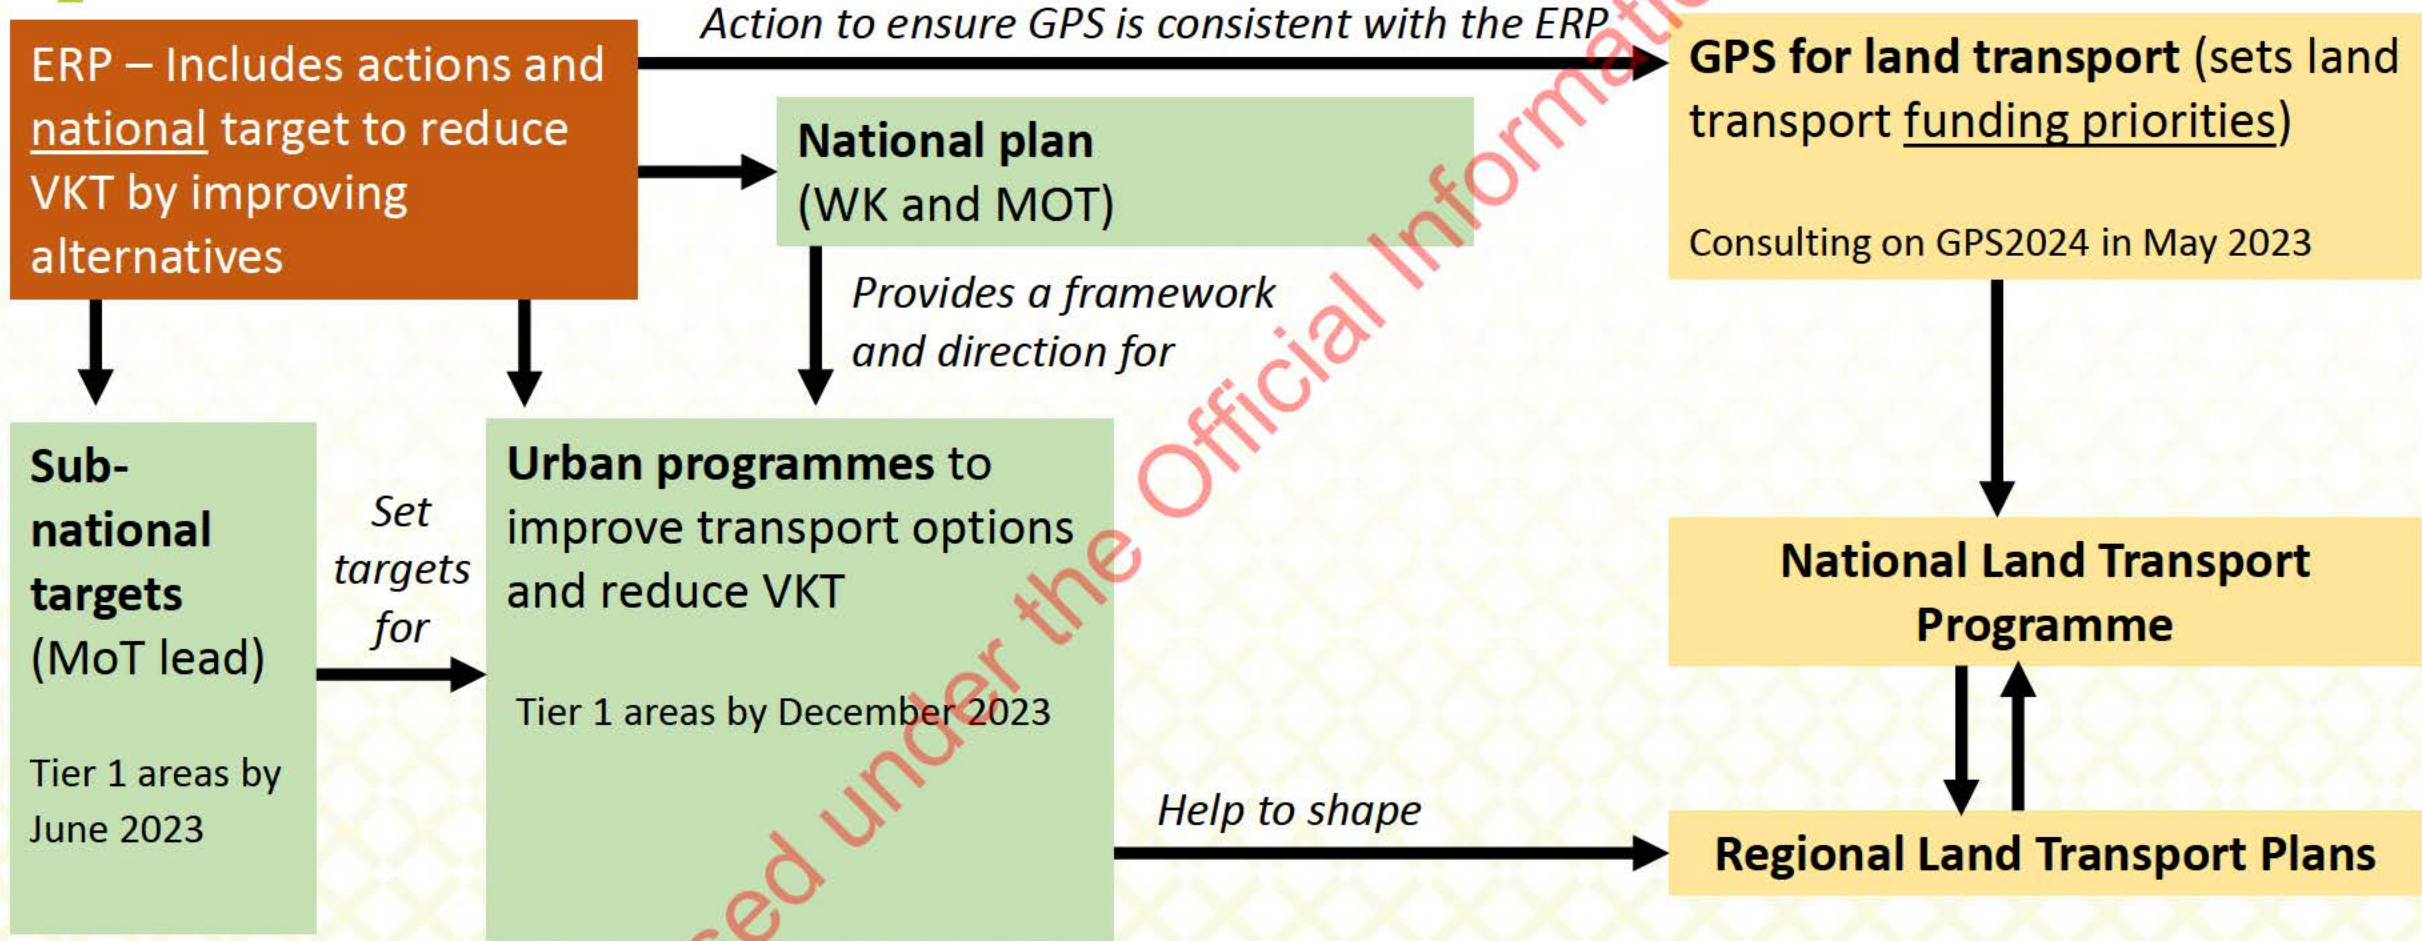 Action to ensure GPS is consistent with the ERP
ERP – Includes actions and
national target to reduce
VKT by improving
alternatives
National plan
(WK and MOT)
GPS for land transport (sets land
transport funding priorities)
Consulting on GPS2024 in May 2023
Provides a framework
and direction for
Sub-
national
targets
(MoT lead)
Tier 1 areas by
June 2023
Set
targets
for
Urban programmes to
improve transport options
and reduce VKT
Tier 1 areas by December 2023
Help to shape
National Land Transport
Programme
Regional Land Transport Plans
under the Official